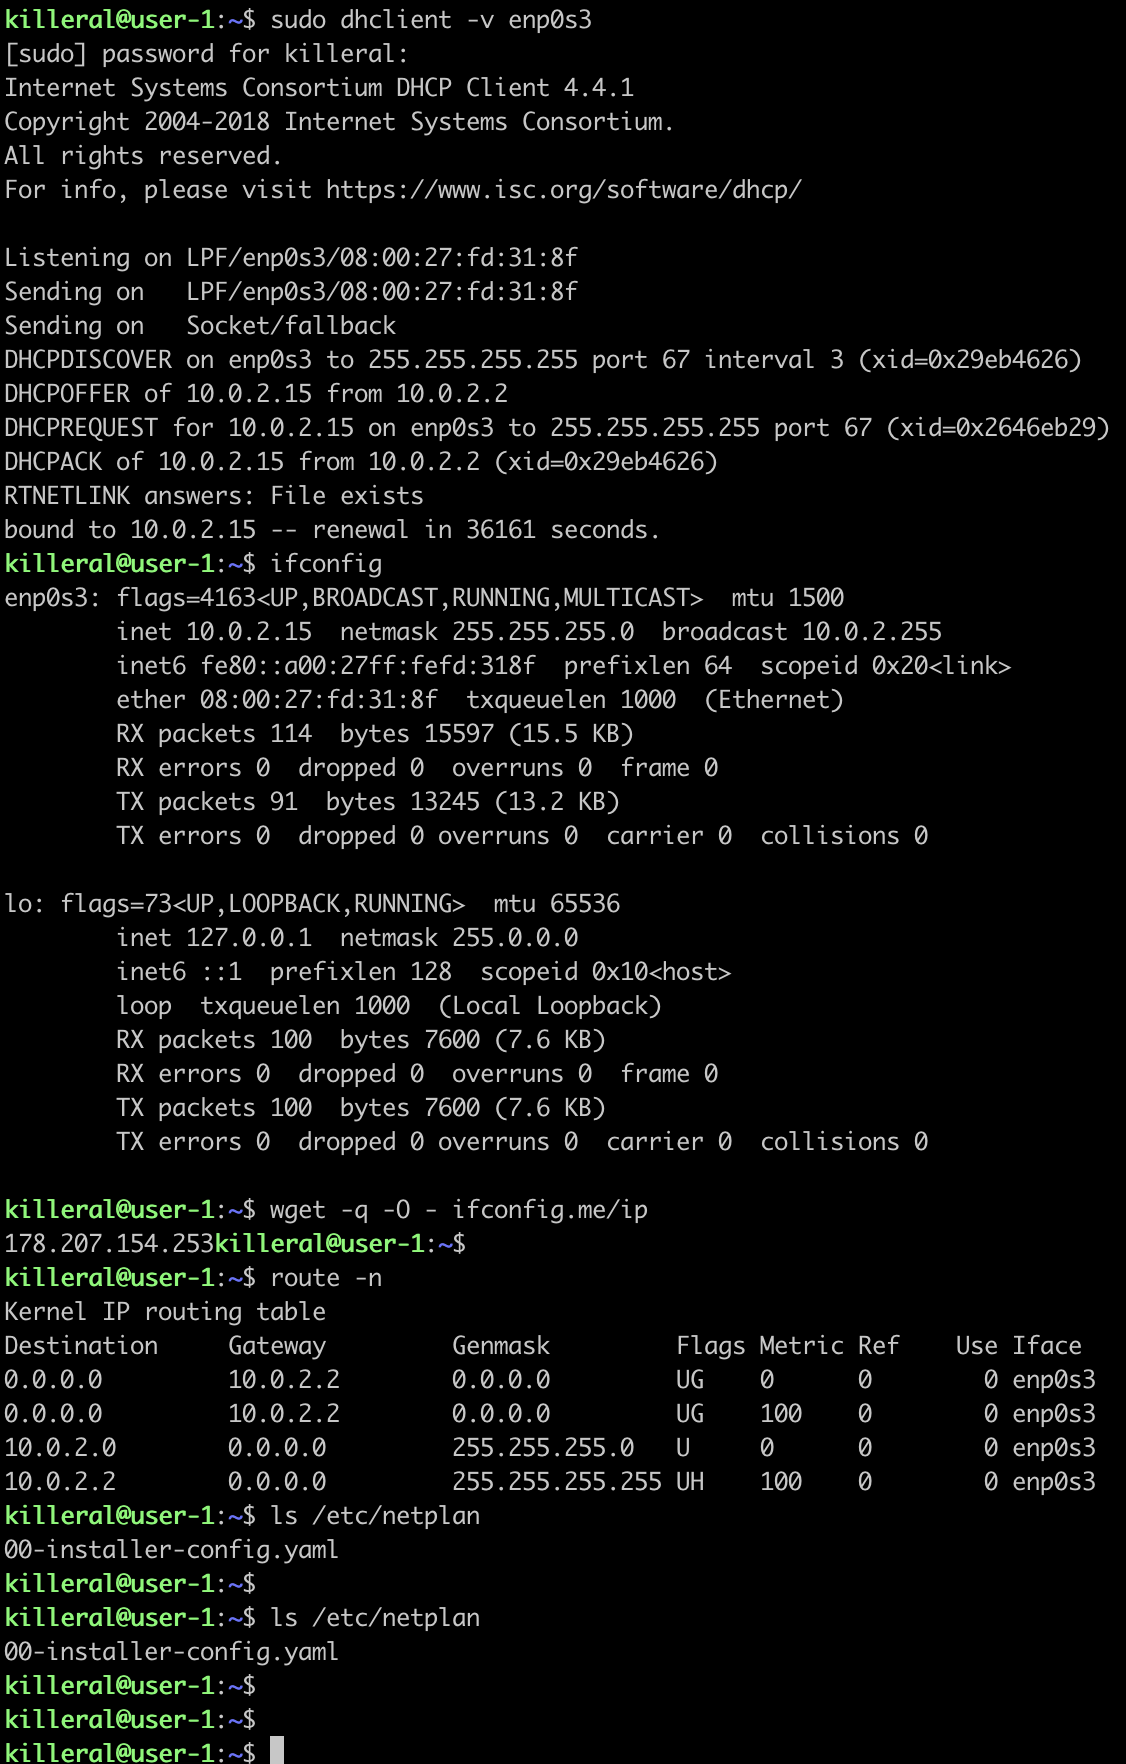 killeral@user-1:~$ sudo dhclient -v enp0s3
[sudo] password for killeral:
Internet Systems Consortium DHCP Client 4.4.1
Copyright 2004-2018 Internet Systems Consortium.
All rights reserved.
For info, please visit https://www.isc.org/software/dhcp/

Listening on LPF/enp0s3/08:00:27:fd:31:8f
Sending on   LPF/enp0s3/08:00:27:fd:31:8f
Sending on   Socket/fallback
DHCPDISCOVER on enp0s3 to 255.255.255.255 port 67 interval 3 (xid=0x29eb4626)
DHCPOFFER of 10.0.2.15 from 10.0.2.2
DHCPREQUEST for 10.0.2.15 on enp0s3 to 255.255.255.255 port 67 (xid=0x2646eb29)
DHCPACK of 10.0.2.15 from 10.0.2.2 (xid=0x29eb4626)
RTNETLINK answers: File exists
bound to 10.0.2.15 -- renewal in 36161 seconds.
killeral@user-1:~$ ifconfig
enp0s3: flags=4163<UP,BROADCAST,RUNNING,MULTICAST>  mtu 1500
        inet 10.0.2.15  netmask 255.255.255.0  broadcast 10.0.2.255
        inet6 fe80::a00:27ff:fefd:318f  prefixlen 64  scopeid 0x20<link>
        ether 08:00:27:fd:31:8f  txqueuelen 1000  (Ethernet)
        RX packets 114  bytes 15597 (15.5 KB)
        RX errors 0  dropped 0  overruns 0  frame 0
        TX packets 91  bytes 13245 (13.2 KB)
        TX errors 0  dropped 0 overruns 0  carrier 0  collisions 0

lo: flags=73<UP,LOOPBACK,RUNNING>  mtu 65536
        inet 127.0.0.1  netmask 255.0.0.0
        inet6 ::1  prefixlen 128  scopeid 0x10<host>
        loop  txqueuelen 1000  (Local Loopback)
        RX packets 100  bytes 7600 (7.6 KB)
        RX errors 0  dropped 0  overruns 0  frame 0
        TX packets 100  bytes 7600 (7.6 KB)
        TX errors 0  dropped 0 overruns 0  carrier 0  collisions 0

killeral@user-1:~$ wget -q -O - ifconfig.me/ip
178.207.154.253killeral@user-1:~$
killeral@user-1:~$ route -n
Kernel IP routing table
Destination     Gateway         Genmask         Flags Metric Ref    Use Iface
0.0.0.0         10.0.2.2        0.0.0.0         UG    0      0        0 enp0s3
0.0.0.0         10.0.2.2        0.0.0.0         UG    100    0        0 enp0s3
10.0.2.0        0.0.0.0         255.255.255.0   U     0      0        0 enp0s3
10.0.2.2        0.0.0.0         255.255.255.255 UH    100    0        0 enp0s3
killeral@user-1:~$ ls /etc/netplan
00-installer-config.yaml
killeral@user-1:~$
killeral@user-1:~$ ls /etc/netplan
00-installer-config.yaml
killeral@user-1:~$
killeral@user-1:~$
killeral@user-1:~$